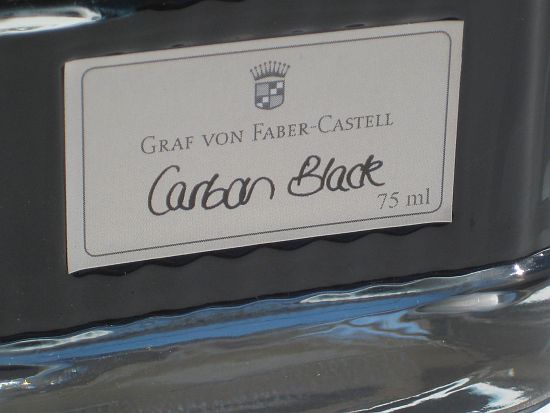 GRAF VON FABER-CASTELL
Carbon Black
75 ml